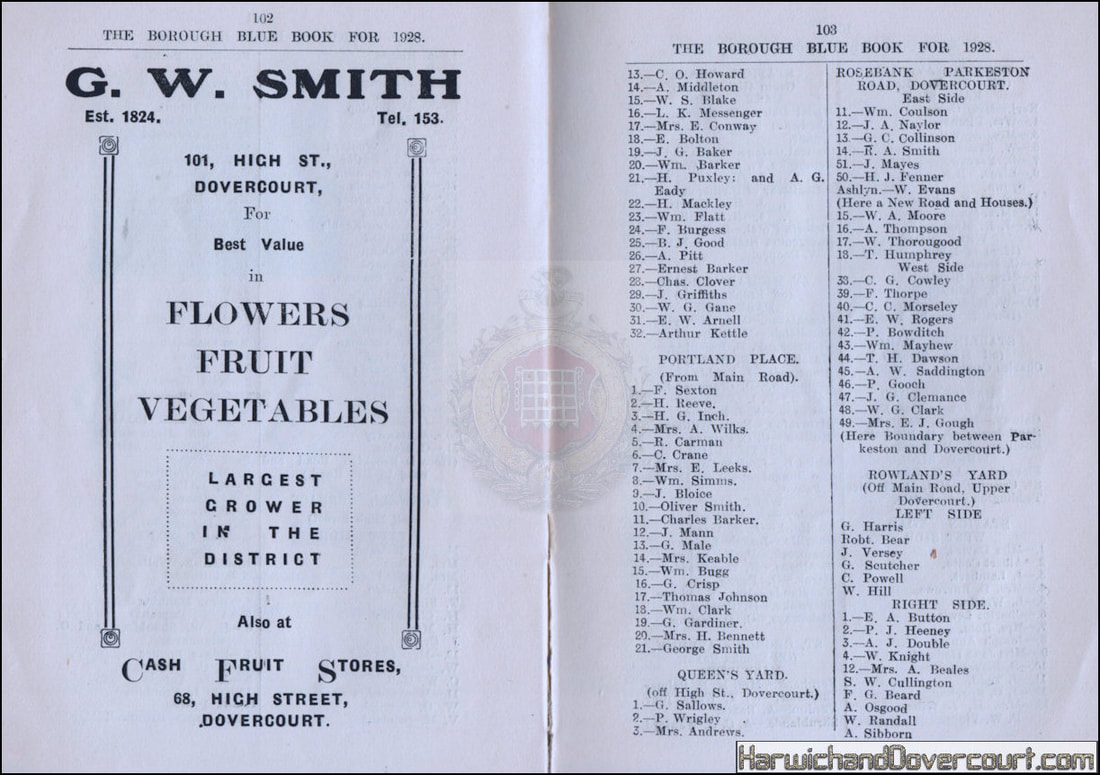 102
THE BOROUGH BLUE BOOK FOR 1928.
G. W. SMITH
Est. 1824. Tel. 153.
101, HIGH ST.,
DOVERCOURT,
For
Best Value
in
FLOWERS
FRUIT
VEGETABLES
LARGEST
GROWER
IN THE
DISTRICT
Also at
CASH FRUIT STORES,
68, HIGH STREET,
DOVERCOURT.
103
THE BOROUGH BLUE BOOK FOR 1928.
13.—C. O. Howard
14.—A. Middleton
15.—W. S. Blake
16.—L. K. Messenger
17.—Mrs. E. Conway
18.—E. Bolton
19.—J. G. Baker
20.—Wm. Barker
21.—H. Puxley: and A. G.
Eady
22.—H. Mackley
23.—Wm. Flatt
24.—F. Burgess
25.—B. J. Good
26.—A. Pitt
27.—Ernest Barker
28.—Chas. Clover
29.—J. Griffiths
30.—W. G. Gane
31.—E. W. Arnell
32.—Arthur Kettle
PORTLAND PLACE.
(From Main Road).
1.—F. Sexton
2.—H. Reeve.
3.—H. G. Inch.
4.—Mrs. A. Wilks.
5.—R. Carman
6.—C. Crane
7.—Mrs. E. Leeks.
8.—Wm. Simms.
9.—J. Bloice
10.—Oliver Smith.
11.—Charles Barker.
12.—J. Mann
13.—G. Male
14.—Mrs. Keable
15.—Wm. Bugg
16.—G. Crisp
17.—Thomas Johnson
18.—Wm. Clark
19.—G. Gardiner.
20.—Mrs. H. Bennett
21.—George Smith
QUEEN'S YARD.
(off High St., Dovercourt.)
1.—G. Sallows.
2.—P. Wrigley
3.—Mrs. Andrews.
ROSEBANK PARKESTON
ROAD, DOVERCOURT.
East Side
11.—Wm. Coulson
12.—J. A. Naylor
13.—G. C. Collinson
14.—R. A. Smith
51.—J. Mayes
50.—H. J. Fenner
Ashlyn.—W. Evans
(Here a New Road and Houses.)
15.—W. A. Moore
16.—A. Thompson
17.—W. Thorougood
18.—T. Humphrey
West Side
38.—C. G. Cowley
39.—F. Thorpe
40.—C. C. Morseley
41.—E. W. Rogers
42.—P. Bowditch
43.—Wm. Mayhew
44.—T. H. Dawson
45.—A. W. Saddington
46.—P. Gooch
47.—J. G. Clemance
48.—W. G. Clark
49.—Mrs. E. J. Gough
(Here Boundary between Par-
keston and Dovercourt.)
ROWLAND'S YARD
(Off Main Road, Upper
Dovercourt.)
LEFT SIDE
G. Harris
Robt. Bear
J. Versey
G. Scutcher
C. Powell
W. Hill
RIGHT SIDE.
1.—E. A. Button
2.—P. J. Heeney
3.—A. J. Double
4.—W. Knight
12.—Mrs. A. Beales
S. W. Cullington
F. G. Beard
A. Osgood
W. Randall
A. Sibborn
HarwichandDovercourt.com